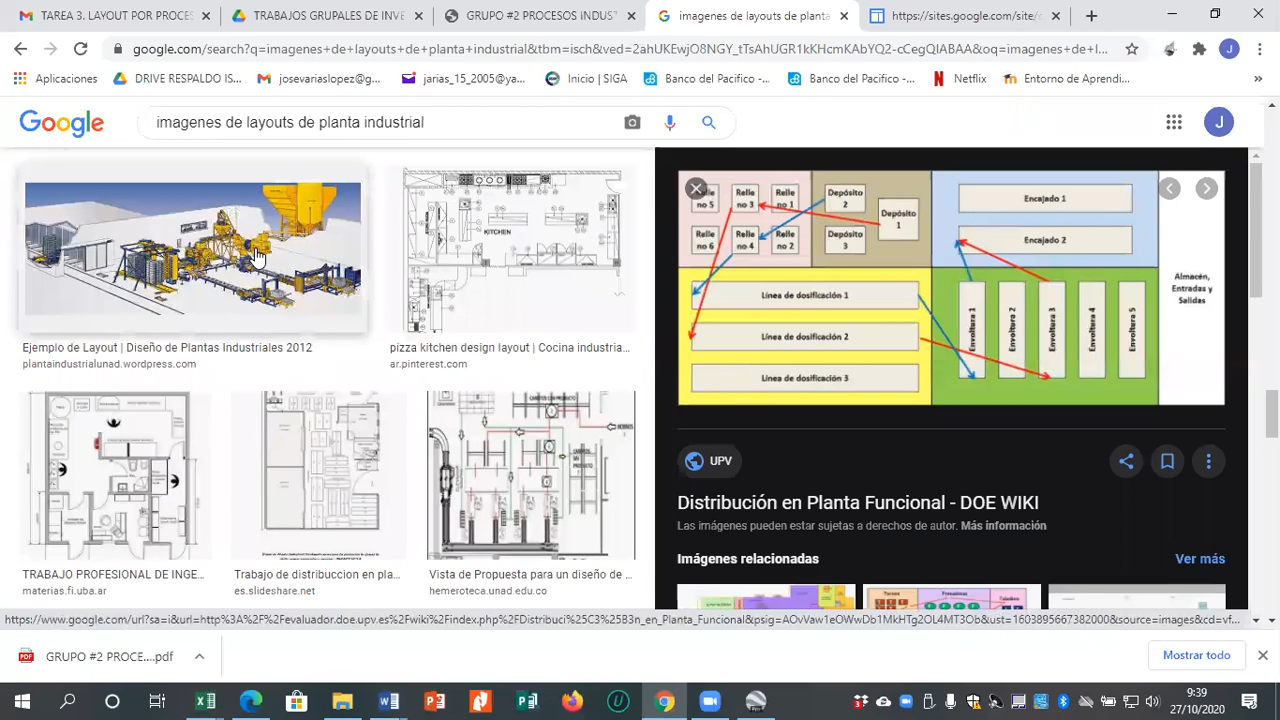 TAREA 3. LAYOUT POR PROCES
TRABAJOS GRUPALES DE INVE
GRUPO #2 PROCESOS INDUST
imagenes de layouts de planta
https://sites.google.com/site/c
google.com/search?q=imagenes+de+layouts+de+planta+industrial&tbm=isch&ved=2ahUKEwjO8NGY_tTsAhUGR1kKHcmKAbYQ2-cCegQIABAA&oq=imagenes+de+l...
Aplicaciones
DRIVE RESPALDO IS...
josevariaslopez@g...
jarias_15_2005@ya...
Inicio | SIGA
Banco del Pacifico -...
Banco del Pacifico -...
Netflix
Entorno de Aprendi...
Google
imagenes de layouts de planta industrial
J
KITCHEN
Ejemplo de Layout | Diseño de Plantas Industriales 2012
plantaindustrialunad.wordpress.com
pizza kitchen design layout | Cocina industria...
ar.pinterest.com
TRABAJO PROFESIONAL DE INGE...
materias.fi.uba.ar
Trabajo de distribuccion en pla...
es.slideshare.net
Vista de Propuesta para un diseño de ...
hemeroteca.unad.edu.co
Relle
no 5
Relle
no 3
Relle
no 1
Depósito
2
Depósito
1
Relle
no 6
Relle
no 4
Relle
no 2
Depósito
3
Encajado 1
Encajado 2
Almacén,
Entradas y
Salidas
Línea de dosificación 1
Línea de dosificación 2
Línea de dosificación 3
Envoltura 1
Envoltura 2
Envoltura 3
Envoltura 4
Envoltura 5
UPV
Distribución en Planta Funcional - DOE WIKI
Las imágenes pueden estar sujetas a derechos de autor. Más información
Imágenes relacionadas
Ver más
https://www.google.com/url?sa=i&url=http%3A%2F%2Fevaluador.doe.upv.es%2Fwiki%2Findex.php%2FDistribuci%25C3%25B3n_en_Planta_Funcional&psig=AOvVaw1eOWwDb1MkHTg2OL4MT3Ob&ust=1603895667382000&source=images&cd=vf...
GRUPO #2 PROCE....pdf
Mostrar todo
9:39
27/10/2020